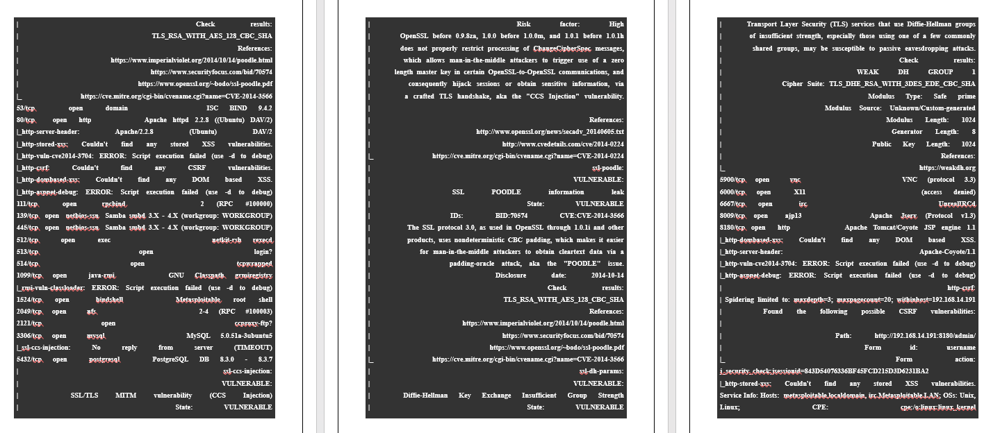 | Check results:
TLS_RSA_WITH_AES_128_CBC_SHA
References:
https://www.imperialviolet.org/2014/10/14/poodle.html
https://www.securityfocus.com/bid/70574
https://www.openssl.org/~bodo/ssl-poodle.pdf
|_ https://cve.mitre.org/cgi-bin/cvename.cgi?name=CVE-2014-3566
53/tcp open domain ISC BIND 9.4.2
80/tcp open http Apache httpd 2.2.8 ((Ubuntu) DAV/2)
|_http-server-header: Apache/2.2.8 (Ubuntu) DAV/2
|_http-stored-xss: Couldn't find any stored XSS vulnerabilities.
|_http-vuln-cve2014-3704: ERROR: Script execution failed (use -d to debug)
|_http-csrf: Couldn't find any CSRF vulnerabilities.
|_http-dombased-xss: Couldn't find any DOM based XSS.
|_http-aspnet-debug: ERROR: Script execution failed (use -d to debug)
111/tcp open rpcbind 2 (RPC #100000)
139/tcp open netbios-ssn Samba smbd 3.X - 4.X (workgroup: WORKGROUP)
445/tcp open netbios-ssn Samba smbd 3.X - 4.X (workgroup: WORKGROUP)
512/tcp open exec netkit-rsh rexecd
513/tcp open login?
514/tcp open tcpwrapped
1099/tcp open java-rmi GNU Classpath grmiregistry
|_rmi-vuln-classloader: ERROR: Script execution failed (use -d to debug)
1524/tcp open bindshell Metasploitable root shell
2049/tcp open nfs 2-4 (RPC #100003)
2121/tcp open ccproxy-ftp?
3306/tcp open mysql MySQL 5.0.51a-3ubuntu5
|_ssl-ccs-injection: No reply from server (TIMEOUT)
5432/tcp open postgresql PostgreSQL DB 8.3.0 - 8.3.7
| ssl-ccs-injection:
| VULNERABLE:
| SSL/TLS MITM vulnerability (CCS Injection)
| State: VULNERABLE
| Risk factor: High
| OpenSSL before 0.9.8za, 1.0.0 before 1.0.0m, and 1.0.1 before 1.0.1h
| does not properly restrict processing of ChangeCipherSpec messages,
| which allows man-in-the-middle attackers to trigger use of a zero
| length master key in certain OpenSSL-to-OpenSSL communications, and
| consequently hijack sessions or obtain sensitive information, via
| a crafted TLS handshake, aka the "CCS Injection" vulnerability.
|
| References:
| http://www.openssl.org/news/secadv_20140605.txt
| http://www.cvedetails.com/cve/2014-0224
|_ https://cve.mitre.org/cgi-bin/cvename.cgi?name=CVE-2014-0224
| ssl-poodle:
| VULNERABLE:
| SSL POODLE information leak
| State: VULNERABLE
| IDs: BID:70574 CVE:CVE-2014-3566
| The SSL protocol 3.0, as used in OpenSSL through 1.0.1i and other
| products, uses nondeterministic CBC padding, which makes it easier
| for man-in-the-middle attackers to obtain cleartext data via a
| padding-oracle attack, aka the "POODLE" issue.
| Disclosure date: 2014-10-14
| Check results:
| TLS_RSA_WITH_AES_128_CBC_SHA
| References:
| https://www.imperialviolet.org/2014/10/14/poodle.html
| https://www.securityfocus.com/bid/70574
| https://www.openssl.org/~bodo/ssl-poodle.pdf
|_ https://cve.mitre.org/cgi-bin/cvename.cgi?name=CVE-2014-3566
| ssl-dh-params:
| VULNERABLE:
| Diffie-Hellman Key Exchange Insufficient Group Strength
| State: VULNERABLE
| Transport Layer Security (TLS) services that use Diffie-Hellman groups
| of insufficient strength, especially those using one of a few commonly
| shared groups, may be susceptible to passive eavesdropping attacks.
| Check results:
| WEAK DH GROUP 1
| Cipher Suite: TLS_DHE_RSA_WITH_3DES_EDE_CBC_SHA
| Modulus Type: Safe prime
| Modulus Source: Unknown/Custom-generated
| Modulus Length: 1024
| Generator Length: 8
| Public Key Length: 1024
| References:
|_ https://weakdh.org
5900/tcp open vnc VNC (protocol 3.3)
6000/tcp open X11 (access denied)
6667/tcp open irc UnrealIRCd
8009/tcp open ajp13 Apache Jserv (Protocol v1.3)
8180/tcp open http Apache Tomcat/Coyote JSP engine 1.1
|_http-dombased-xss: Couldn't find any DOM based XSS.
|_http-server-header: Apache-Coyote/1.1
|_http-vuln-cve2014-3704: ERROR: Script execution failed (use -d to debug)
|_http-aspnet-debug: ERROR: Script execution failed (use -d to debug)
| http-csrf:
| Spidering limited to: maxdepth=3; maxpagecount=20; withinhost=192.168.14.191
| Found the following possible CSRF vulnerabilities:
|
| Path: http://192.168.14.191:8180/admin/
| Form id: username
|_ Form action:
j_security_check;jsessionid=843D54076336BF45FCD215D3D6231BA2
|_http-stored-xss: Couldn't find any stored XSS vulnerabilities.
Service Info: Hosts: metasploitable.localdomain, irc.Metasploitable.LAN; OSs: Unix,
Linux; CPE: cpe:/o:linux:linux_kernel